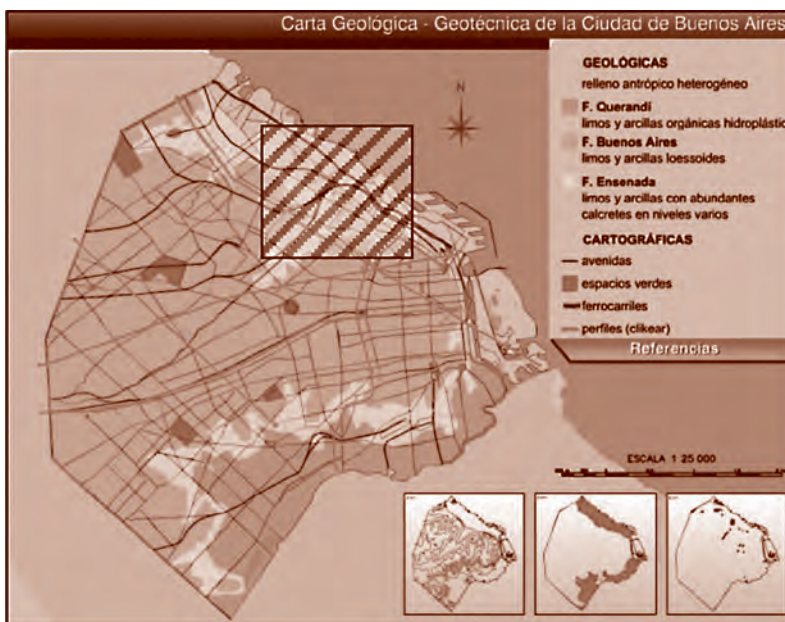 Carta Geológica - Geotécnica de la Ciudad de Buenos Aires
N
GEOLÓGICAS
relleno antrópico heterogéneo
F. Querandí
limos y arcillas orgánicas hidroplástic
F. Buenos Aires
limos y arcillas loessoides
F. Ensenada
limos y arcillas con abundantes
calcretes en niveles varios
CARTOGRÁFICAS
avenidas
espacios verdes
ferrocarriles
perfiles (clikear)
Referencias
ESCALA 1 25 000